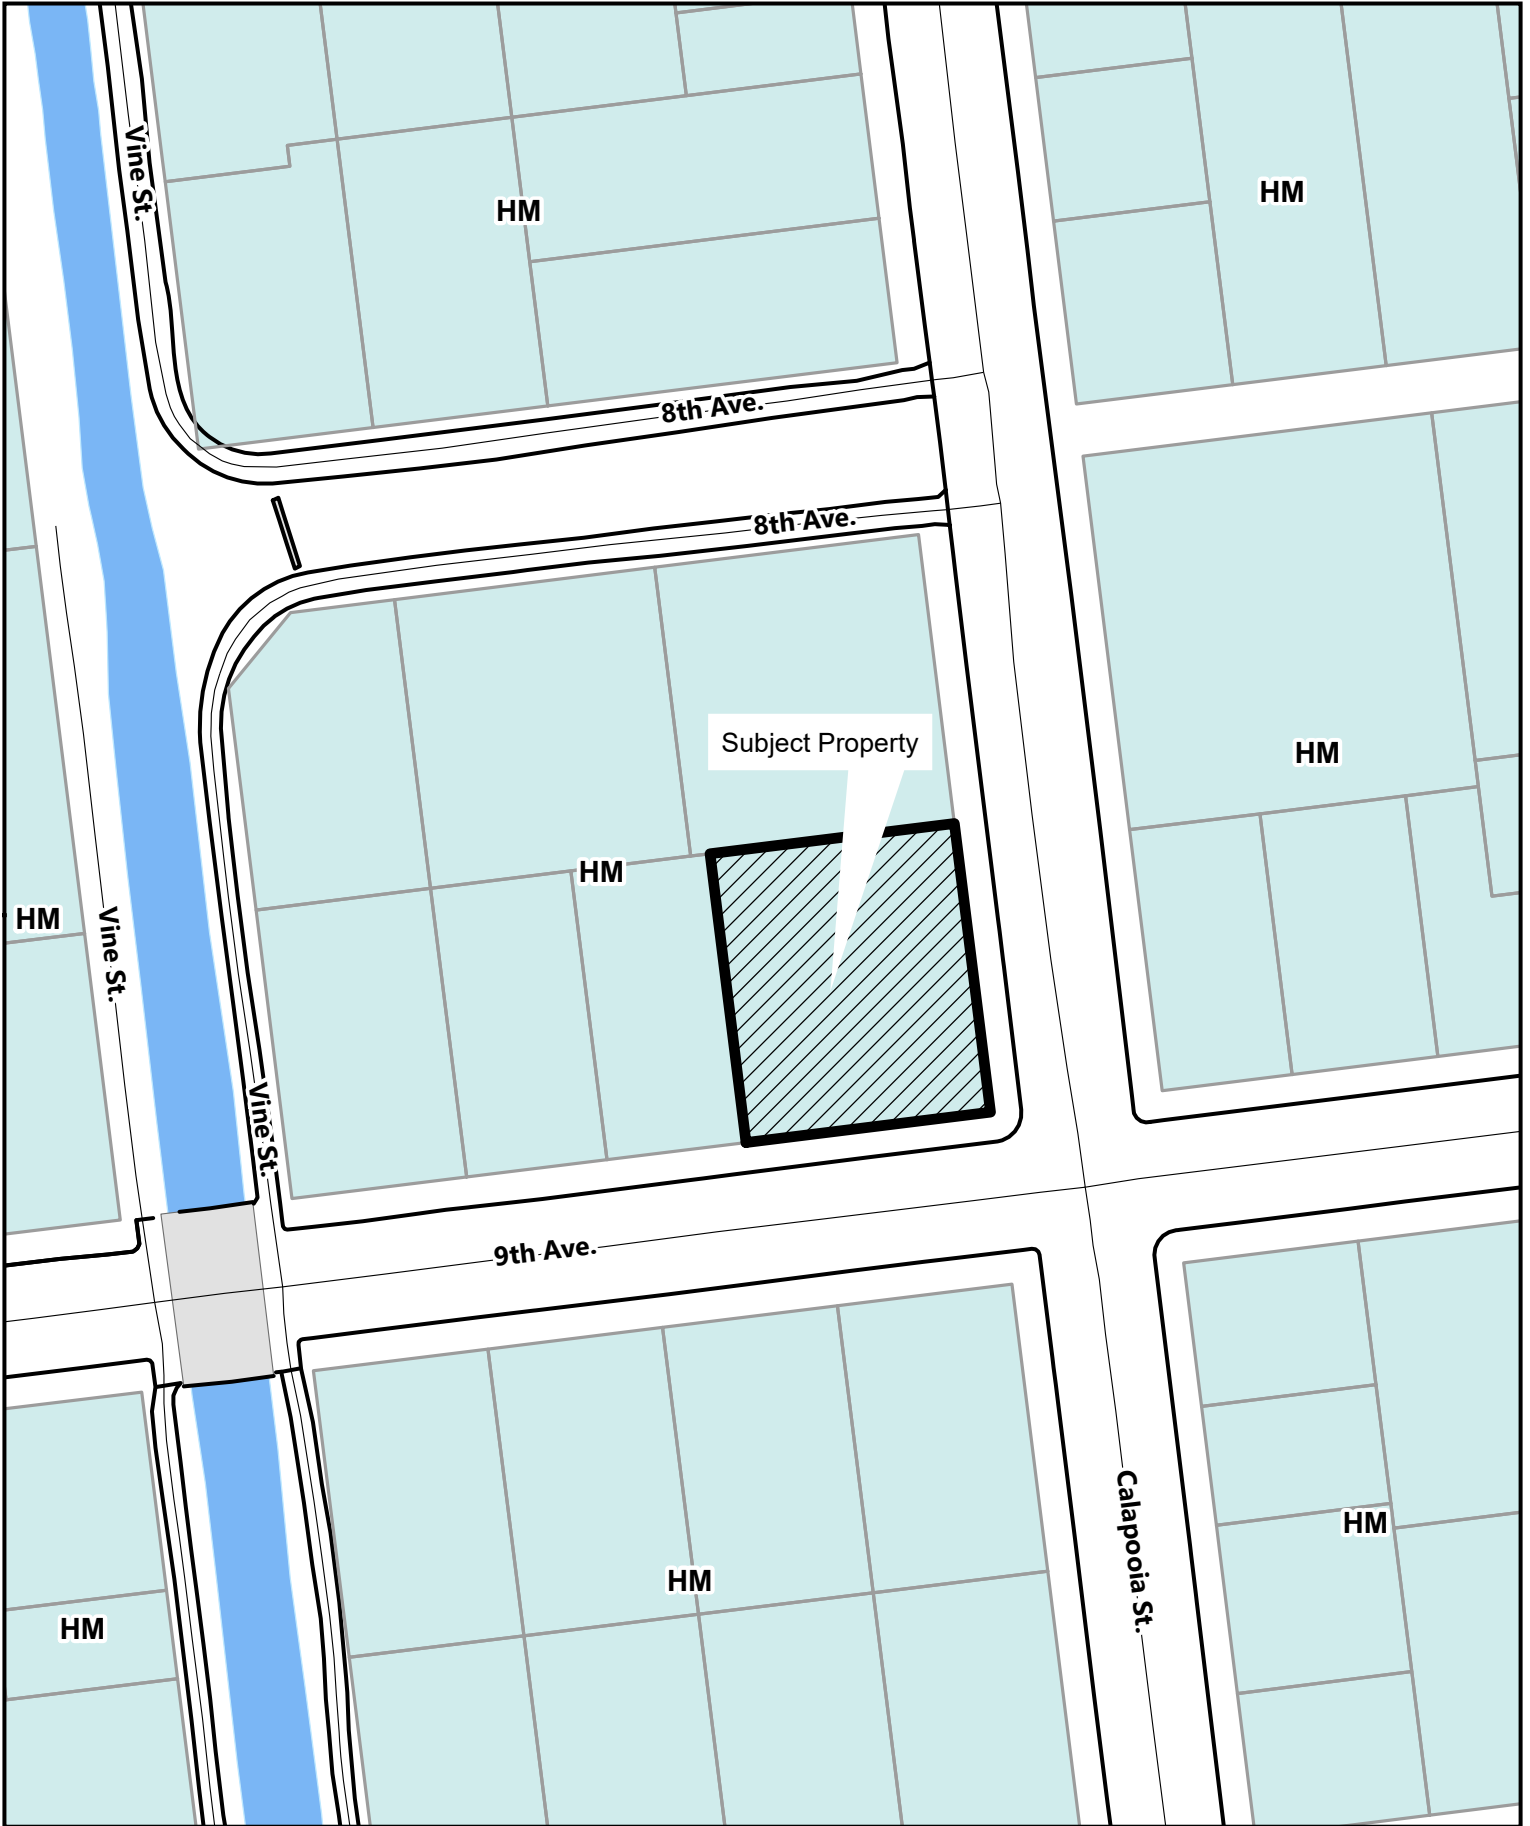 Vine St.
HM
HM
8th Ave.
8th Ave.
Subject Property
HM
HM
HM
Vine St.
Vine St.
9th Ave.
Calapooia St.
HM
HM
HM